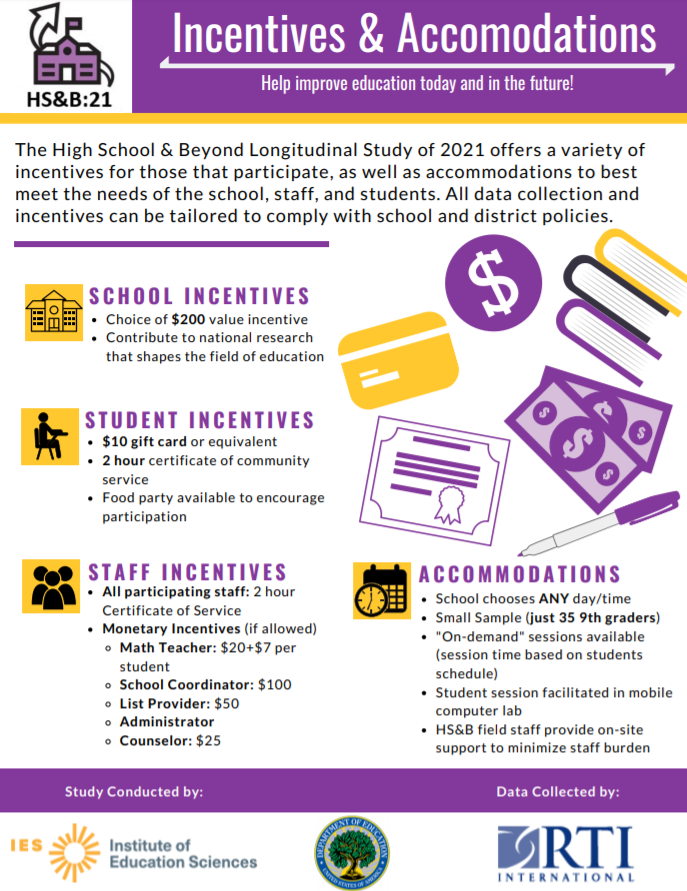 HS&B:21
Incentives & Accomodations
Help improve education today and in the future!
The High School & Beyond Longitudinal Study of 2021 offers a variety of
incentives for those that participate, as well as accommodations to best
meet the needs of the school, staff, and students. All data collection and
incentives can be tailored to comply with school and district policies.
SCHOOL INCENTIVES
• Choice of $200 value incentive
• Contribute to national research
that shapes the field of education
STUDENT INCENTIVES
• $10 gift card or equivalent
• 2 hour certificate of community
service
• Food party available to encourage
participation
STAFF INCENTIVES
• All participating staff: 2 hour
Certificate of Service
• Monetary Incentives (if allowed)
◦ Math Teacher: $20+$7 per
student
◦ School Coordinator: $100
◦ List Provider: $50
◦ Administrator
◦ Counselor: $25
ACCOMMODATIONS
• School chooses ANY day/time
• Small Sample (just 35 9th graders)
• "On-demand" sessions available
(session time based on students
schedule)
• Student session facilitated in mobile
computer lab
• HS&B field staff provide on-site
support to minimize staff burden
Study Conducted by:
Data Collected by:
IES
Institute of
Education Sciences
DEPARTMENT OF EDUCATION
UNITED STATES OF AMERICA
RTI
INTERNATIONAL